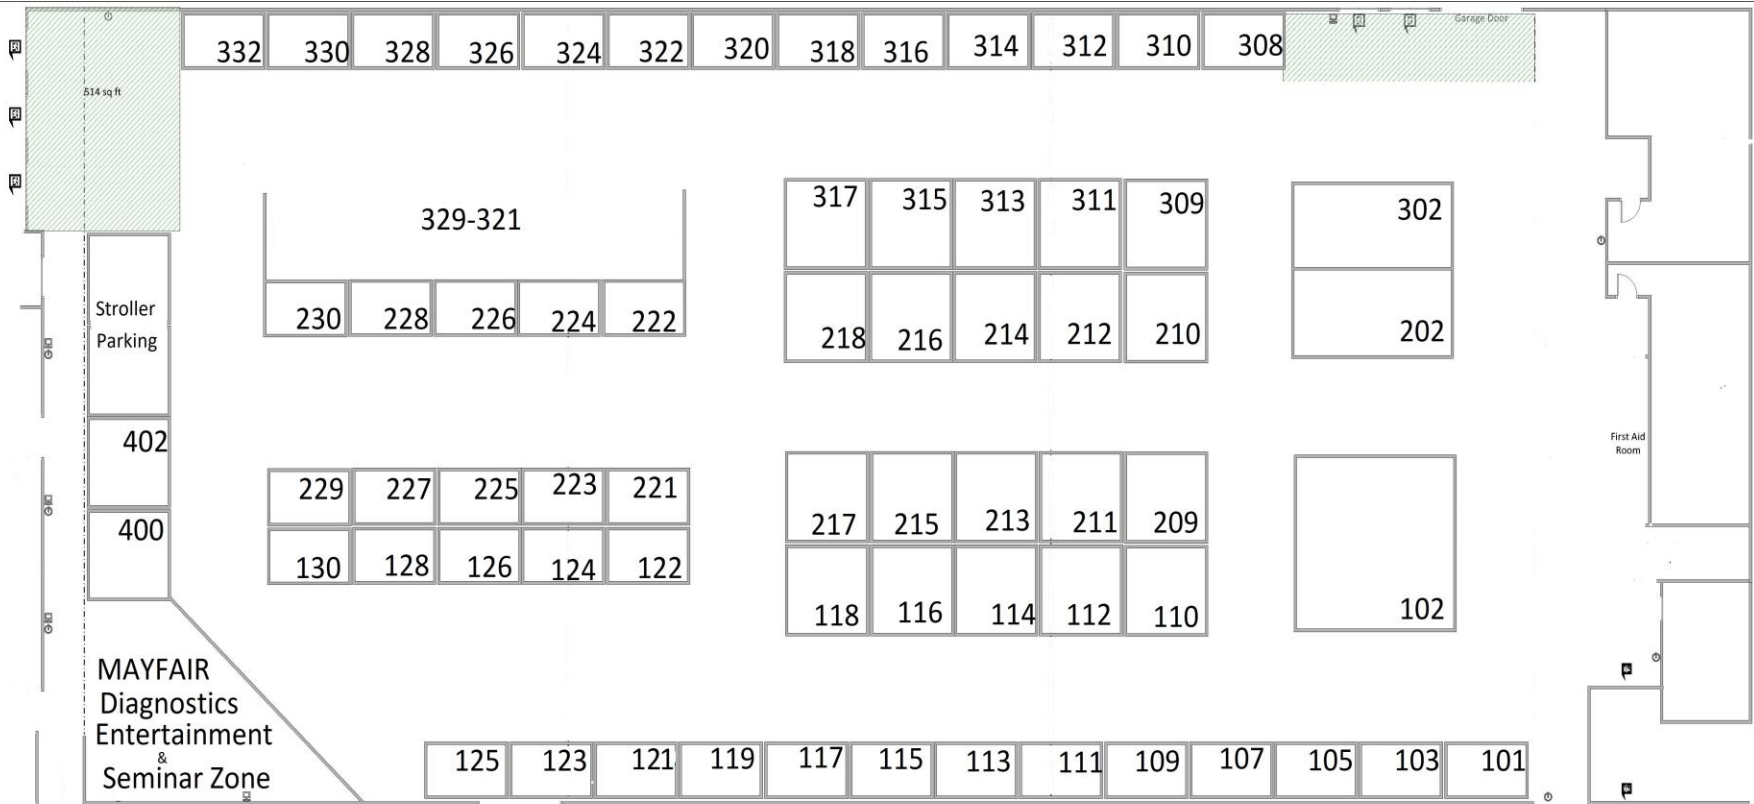 Garage Door
332 330 328 326 324 322 320 318 316 314 312 310 308
514 sq ft
317 315 313 311 309
302
329-321
Stroller
Parking
230 228 226 224 222
218 216 214 212 210
202
402
First Aid
Room
229 227 225 223 221
400
217 215 213 211 209
130 128 126 124 122
118 116 114 112 110
102
MAYFAIR
Diagnostics
Entertainment
&
Seminar Zone
125 123 121 119 117 115 113 111 109 107 105 103 101